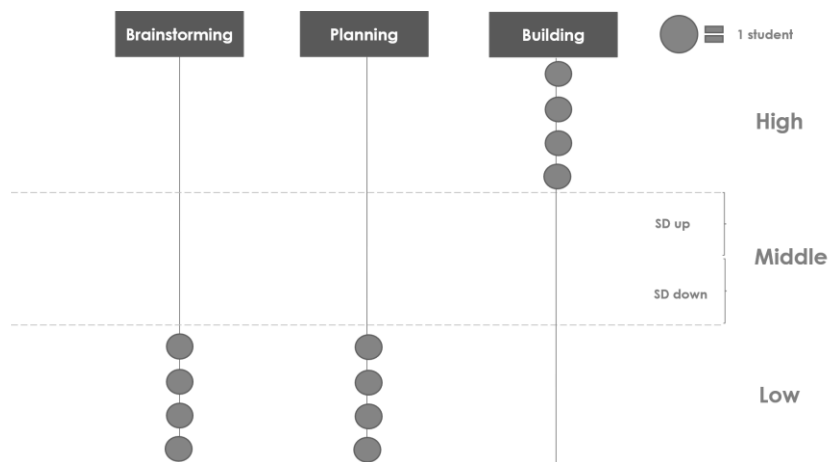 Brainstorming
Planning
Building
1 student
High
SD up
Middle
SD down
Low